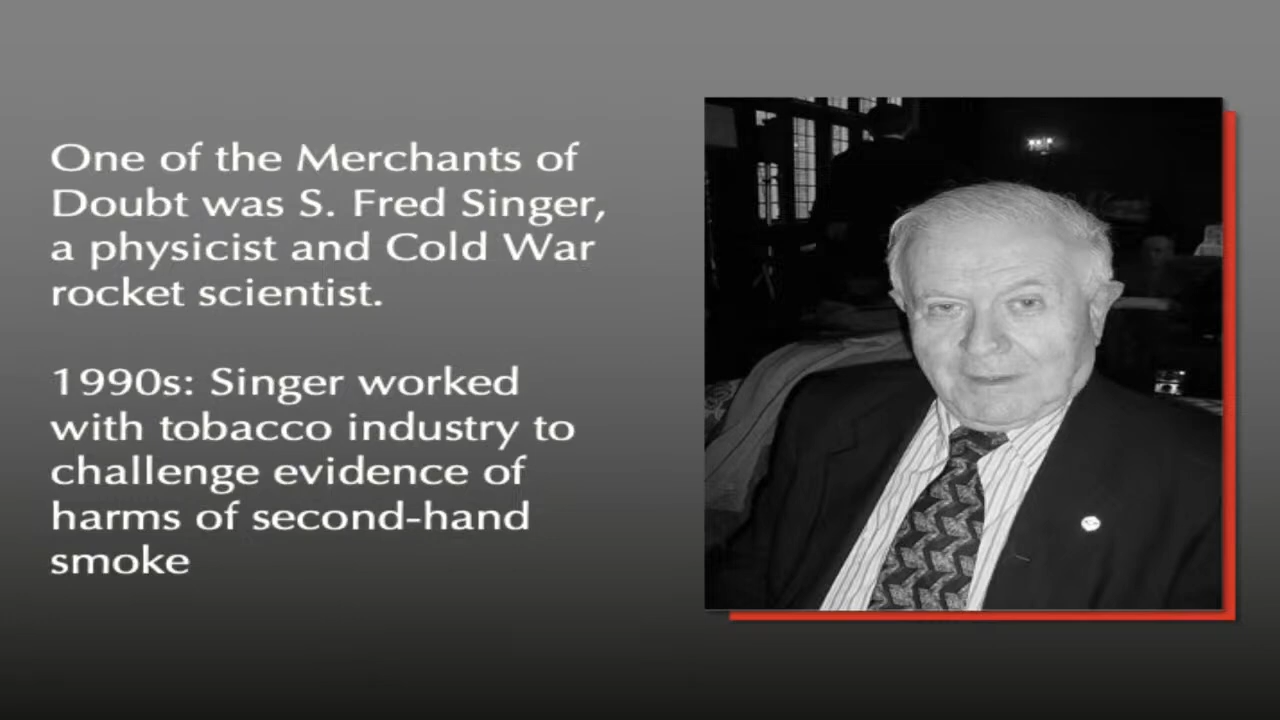 One of the Merchants of
Doubt was S. Fred Singer,
a physicist and Cold War
rocket scientist.
1990s: Singer worked
with tobacco industry to
challenge evidence of
harms of second-hand
smoke